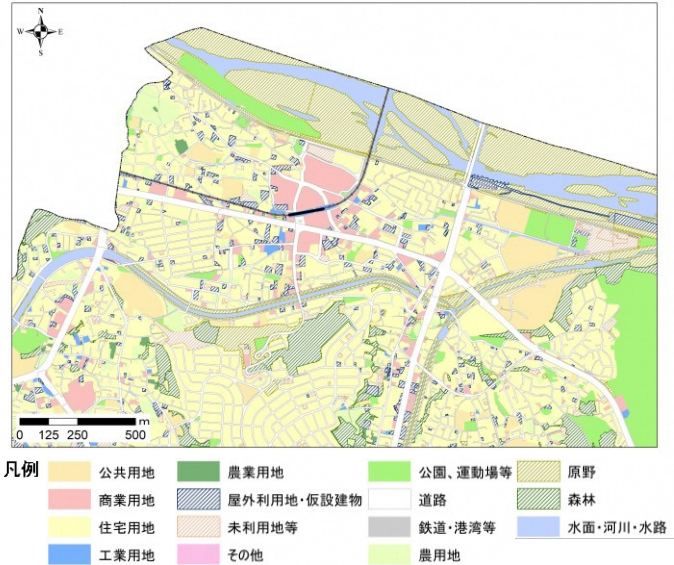 N
W E
S
0 125 250 500 m
凡例
公共用地 農業用地 公園、運動場等 原野
商業用地 屋外利用地・仮設建物 道路 森林
住宅用地 未利用地等 鉄道・港湾等 水面・河川・水路
工業用地 その他 農用地